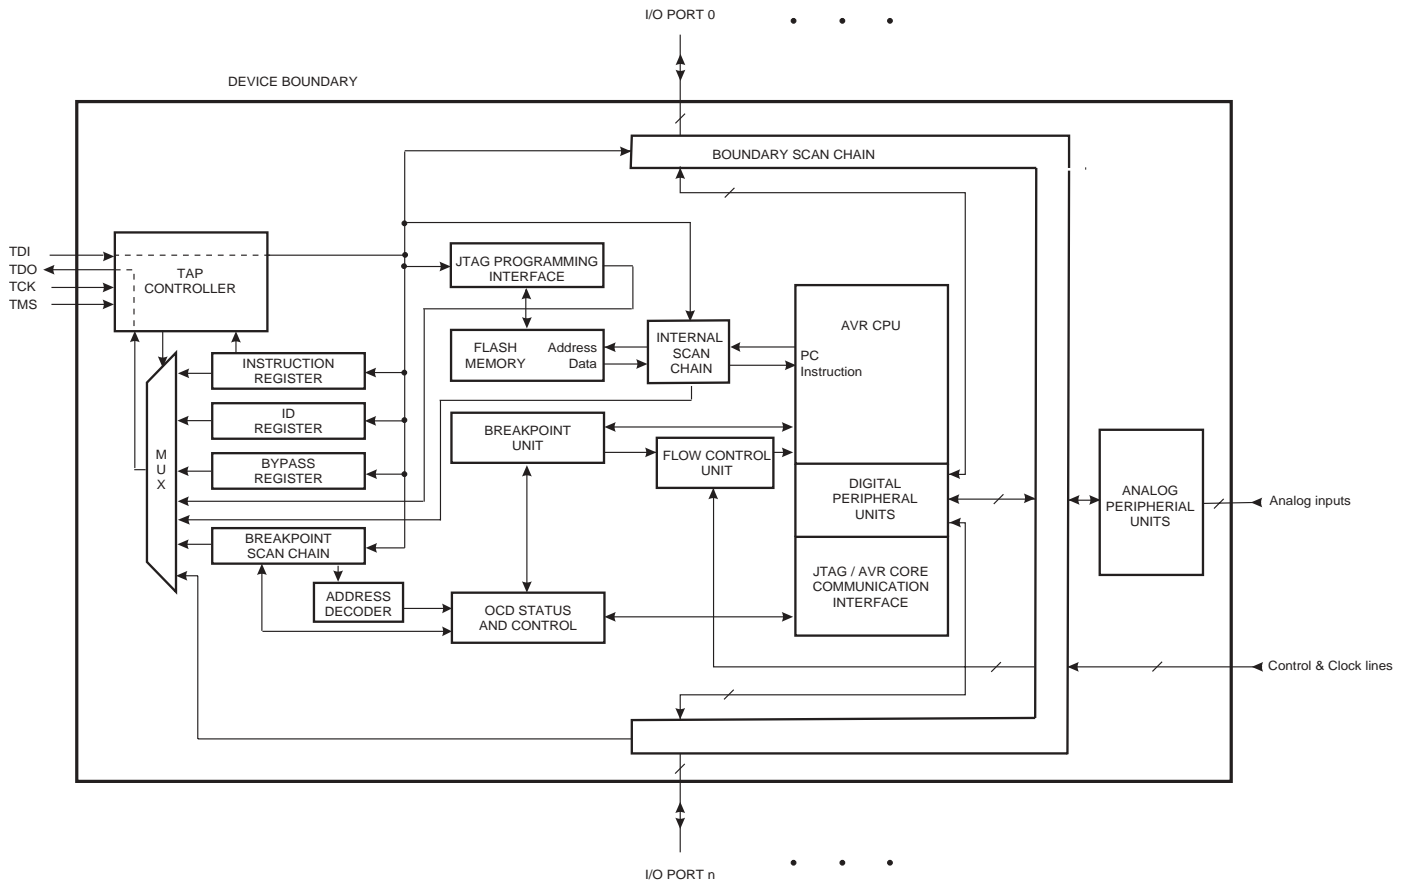 I/O PORT 0
DEVICE BOUNDARY
BOUNDARY SCAN CHAIN
TDI
TDO
TCK
TMS
TAP
CONTROLLER
JTAG PROGRAMMING
INTERFACE
AVR CPU
FLASH
MEMORY
Address
Data
INTERNAL
SCAN
CHAIN
PC
Instruction
INSTRUCTION
REGISTER
ID
REGISTER
M
U
X
BYPASS
REGISTER
BREAKPOINT
UNIT
FLOW CONTROL
UNIT
DIGITAL
PERIPHERAL
UNITS
ANALOG
PERIPHERIAL
UNITS
Analog inputs
BREAKPOINT
SCAN CHAIN
ADDRESS
DECODER
OCD STATUS
AND CONTROL
JTAG / AVR CORE
COMMUNICATION
INTERFACE
Control & Clock lines
I/O PORT n